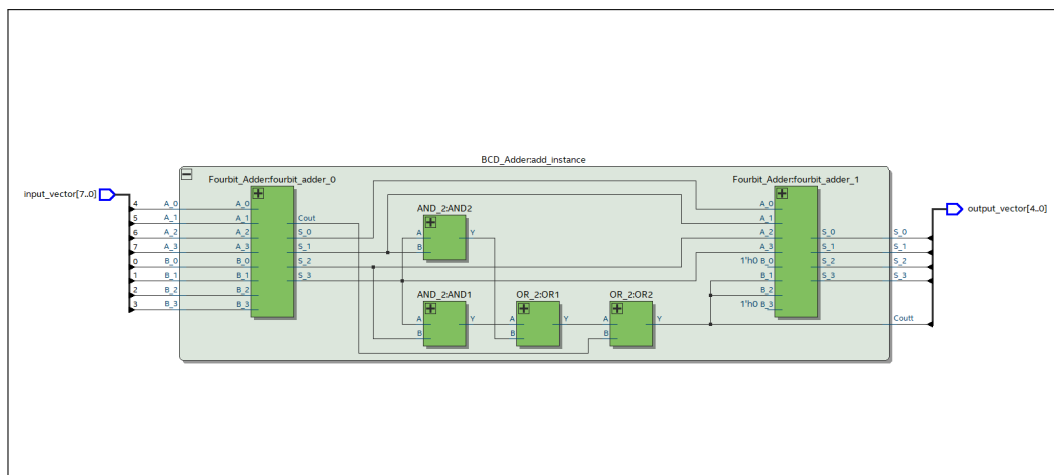 BCD_Adder:add_instance
Fourbit_Adder:fourbit_adder_0
Fourbit_Adder:fourbit_adder_1
input_vector[7..0]
output_vector[4..0]
4 A_0 A_0
5 A_1 A_1
6 A_2 A_2
7 A_3 A_3
0 B_0 B_0
1 B_1 B_1
2 B_2 B_2
3 B_3 B_3
Cout
S_0
S_1
S_2
S_3
AND_2:AND2
A
B
Y
AND_2:AND1
A
B
Y
OR_2:OR1
A
B
Y
OR_2:OR2
A
B
Y
A_0
A_1
A_2
A_3
1'h0 B_0
B_1
B_2
1'h0 B_3
S_0 S_0
S_1 S_1
S_2 S_2
S_3 S_3
Coutt